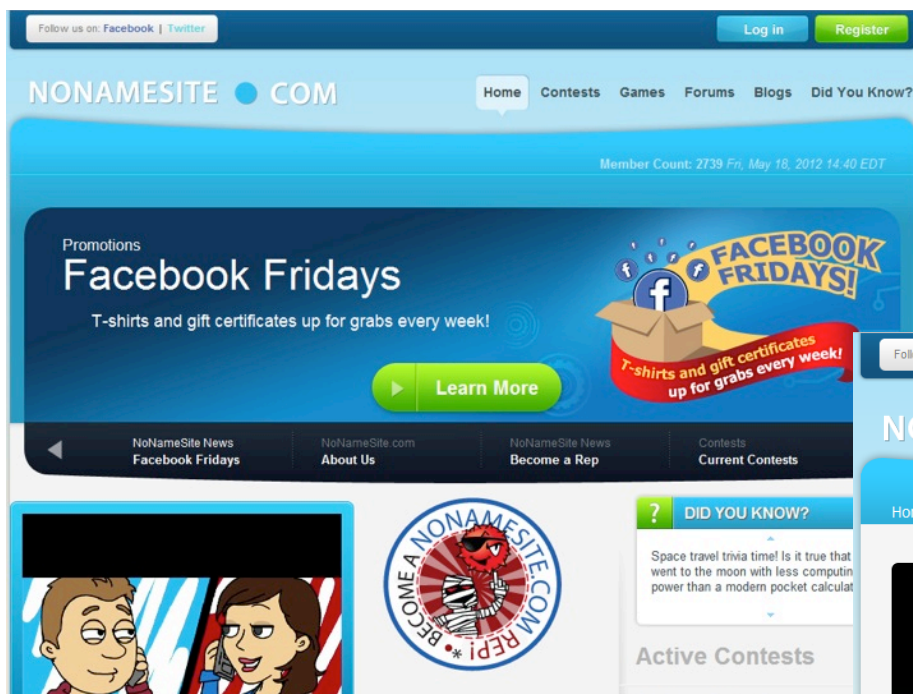 Follow us on: Facebook | Twitter
Log in
Register
NONAMESITE COM
Home Contests Games Forums Blogs Did You Know?
Member Count: 2739 Fri, May 18, 2012 14:40 EDT
Promotions
Facebook Fridays
T-shirts and gift certificates up for grabs every week!
Learn More
FACEBOOK
FRIDAYS!
T-shirts and gift certificates
up for grabs every week!
NoNameSite News
Facebook Fridays
NoNameSite.com
About Us
NoNameSite News
Become a Rep
Contests
Current Contests
BECOME A NONAMESITE.COM REP!
? DID YOU KNOW?
Space travel trivia time! Is it true that
went to the moon with less computin
power than a modern pocket calculat
Active Contests